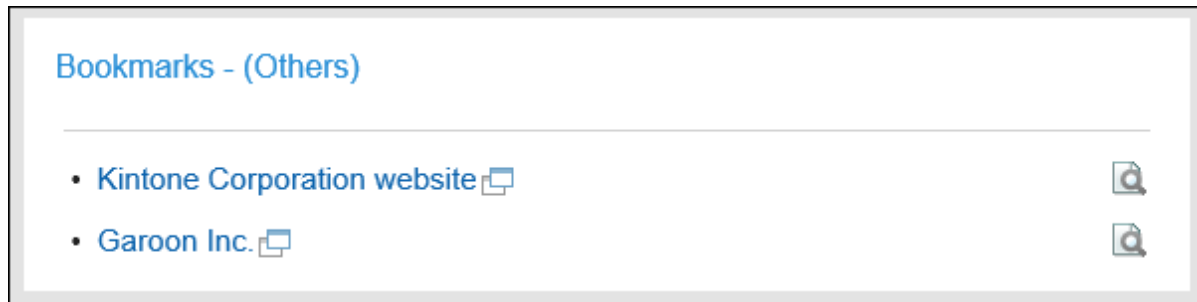 Bookmarks - (Others)
• Kintone Corporation website
• Garoon Inc.